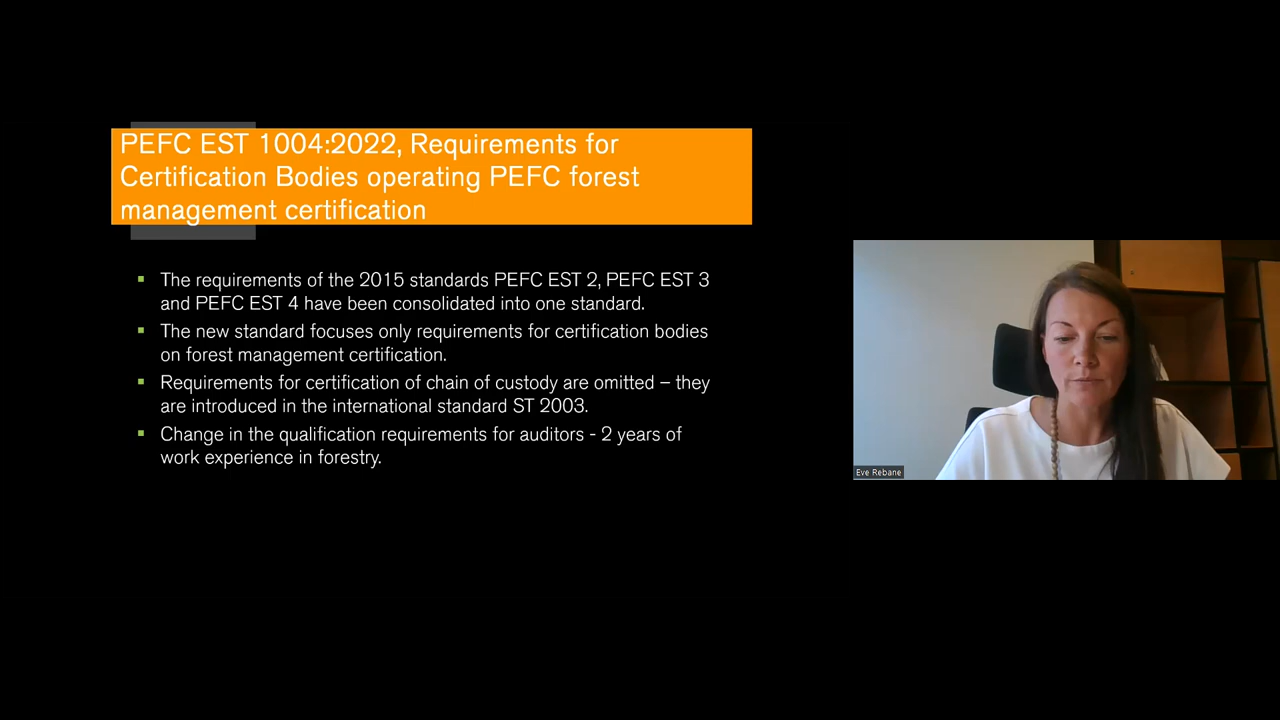 PEFC EST 1004:2022, Requirements for
Certification Bodies operating PEFC forest
management certification
▪ The requirements of the 2015 standards PEFC EST 2, PEFC EST 3
and PEFC EST 4 have been consolidated into one standard.
▪ The new standard focuses only requirements for certification bodies
on forest management certification.
▪ Requirements for certification of chain of custody are omitted – they
are introduced in the international standard ST 2003.
▪ Change in the qualification requirements for auditors - 2 years of
work experience in forestry.
Eve Rebane